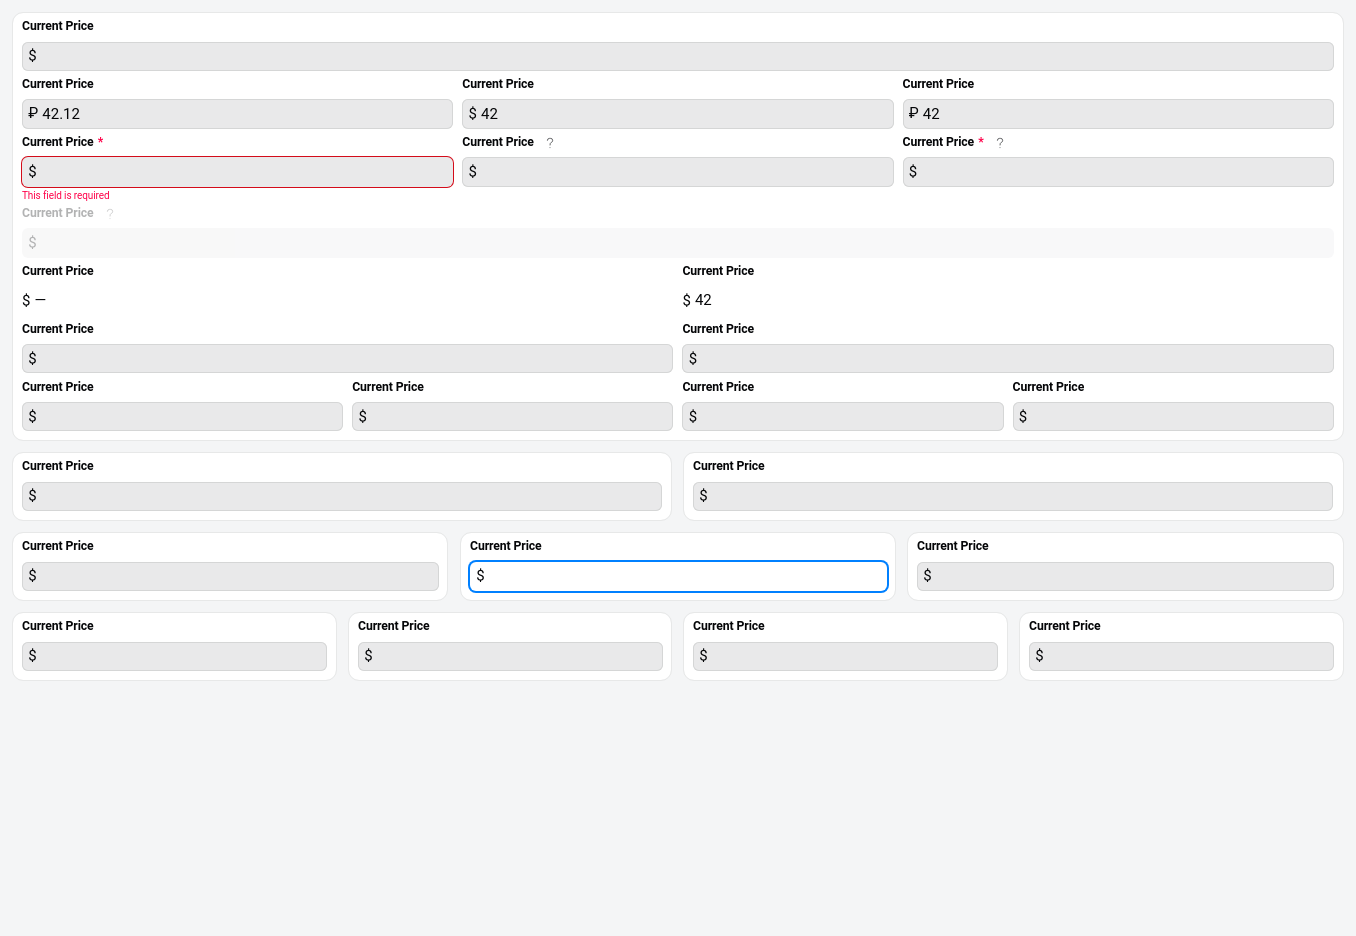 Current Price
$
Current Price Current Price Current Price
₽ 42.12 $ 42 ₽ 42
Current Price * Current Price ? Current Price * ?
$ $ $
This field is required
Current Price ?
$
Current Price Current Price
$ — $ 42
Current Price Current Price
$ $
Current Price Current Price Current Price Current Price
$ $ $ $
Current Price Current Price
$ $
Current Price Current Price Current Price
$ $ $
Current Price Current Price Current Price Current Price
$ $ $ $